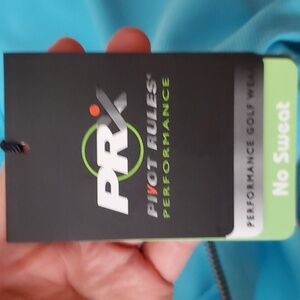 PRX
PIVOT RULES®
PERFORMANCE
PERFORMANCE GOLF WEAR
No Sweat